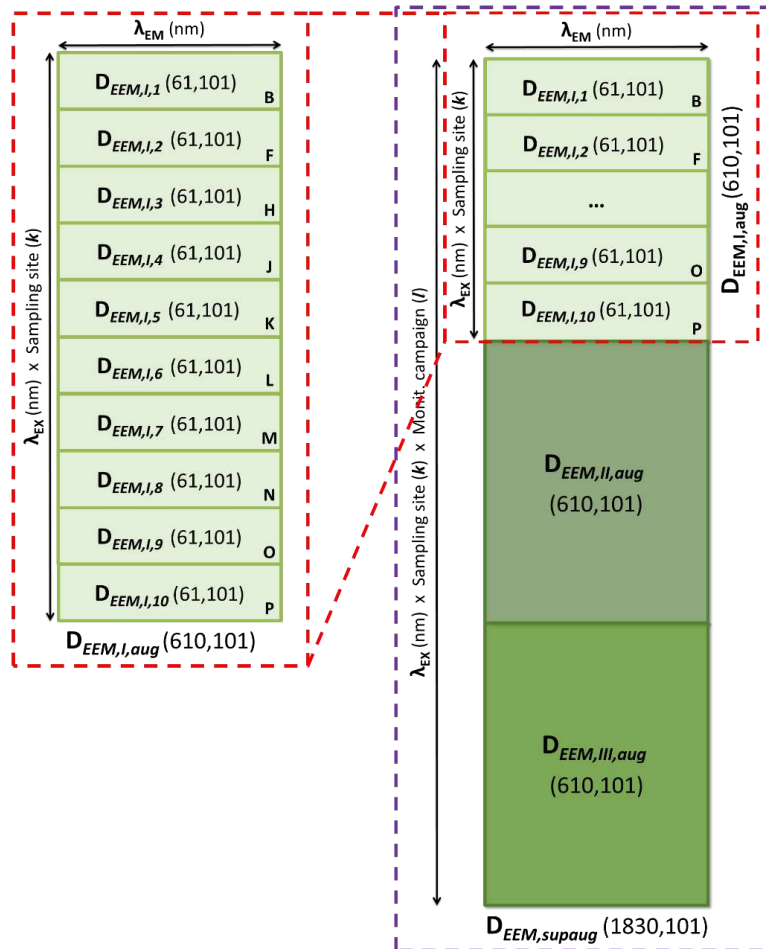 λEM (nm)
λEX (nm) x Sampling site (k)
DEEM,I,1 (61,101) B
DEEM,I,2 (61,101) F
DEEM,I,3 (61,101) H
DEEM,I,4 (61,101) J
DEEM,I,5 (61,101) K
DEEM,I,6 (61,101) L
DEEM,I,7 (61,101) M
DEEM,I,8 (61,101) N
DEEM,I,9 (61,101) O
DEEM,I,10 (61,101) P
DEEM,I,aug (610,101)
λEM (nm)
λEX (nm) x Sampling site (k) x Monit. campaign (l)
λEX (nm) x Sampling site (k)
DEEM,I,1 (61,101) B
DEEM,I,2 (61,101) F
...
DEEM,I,9 (61,101) O
DEEM,I,10 (61,101) P
DEEM,I,aug (610,101)
DEEM,II,aug
(610,101)
DEEM,III,aug
(610,101)
DEEM,supaug (1830,101)